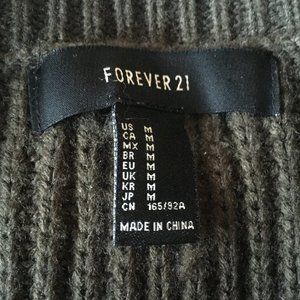 FOREVER 21
US M
CA M
MX M
BR M
EU M
UK M
KR M
JP M
CN 165/92A
MADE IN CHINA